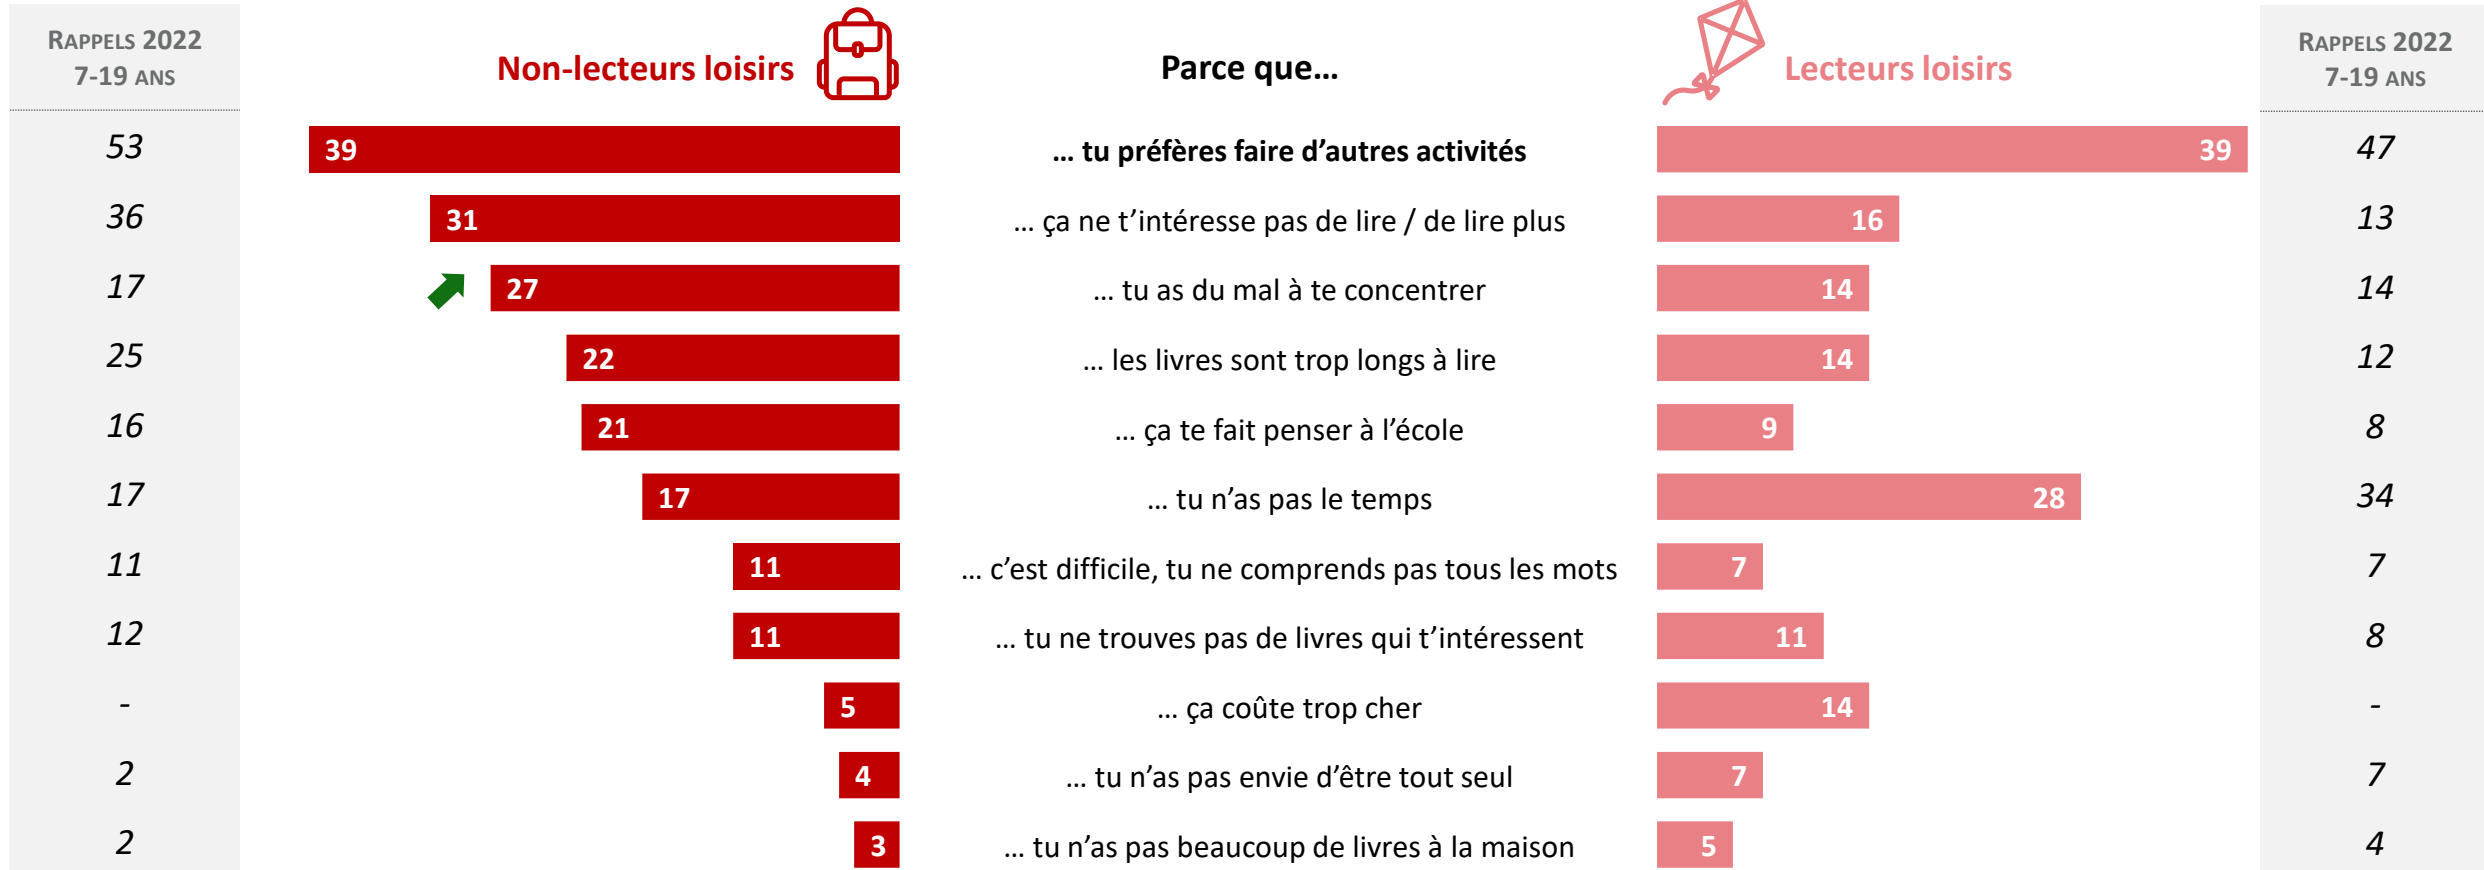 RAPPELS 2022
7-19 ANS
Non-lecteurs loisirs
Parce que…
Lecteurs loisirs
RAPPELS 2022
7-19 ANS
53 39 … tu préfères faire d’autres activités 39 47
36 31 … ça ne t’intéresse pas de lire / de lire plus 16 13
17 27 … tu as du mal à te concentrer 14 14
25 22 … les livres sont trop longs à lire 14 12
16 21 … ça te fait penser à l’école 9 8
17 17 … tu n’as pas le temps 28 34
11 11 … c’est difficile, tu ne comprends pas tous les mots 7 7
12 11 … tu ne trouves pas de livres qui t’intéressent 11 8
- 5 … ça coûte trop cher 14 -
2 4 … tu n’as pas envie d’être tout seul 7 7
2 3 … tu n’as pas beaucoup de livres à la maison 5 4